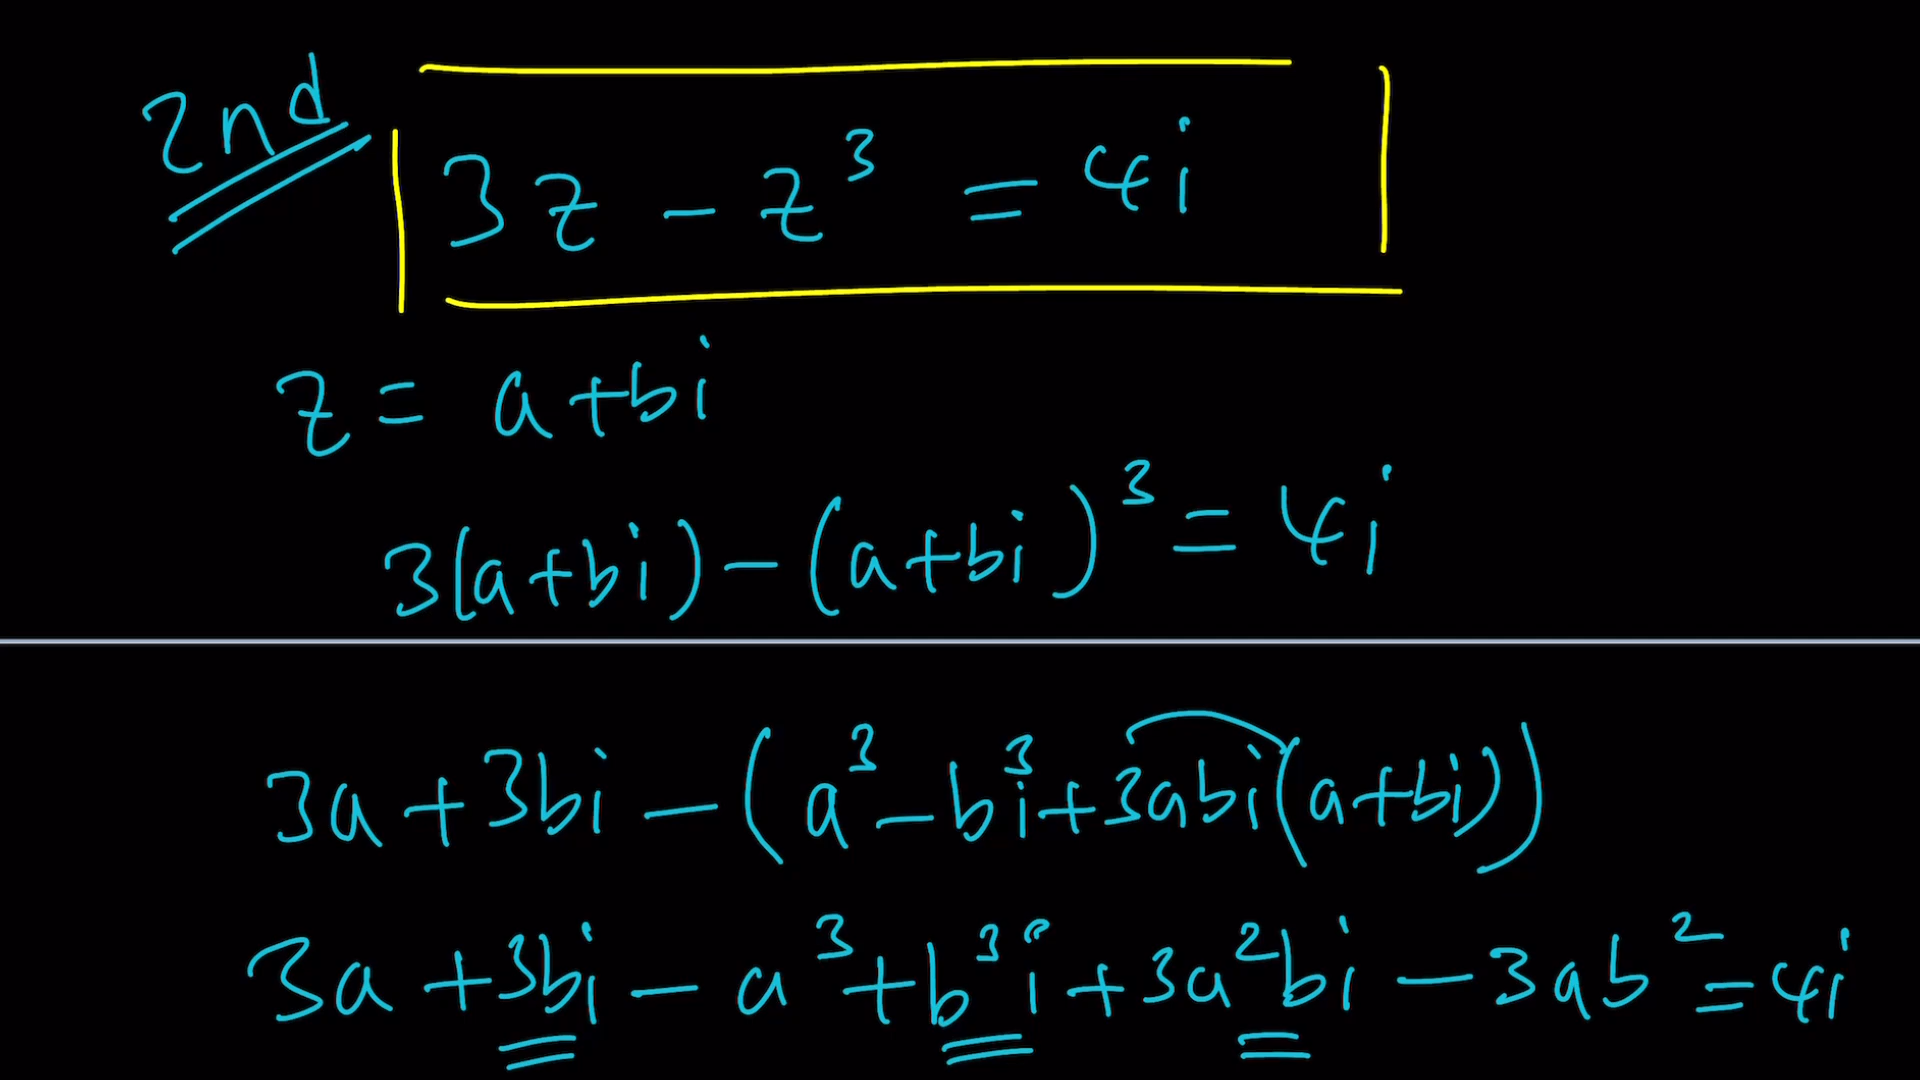 2nd
3z - z³ = 4i
z = a+bi
3(a+bi) - (a+bi)³ = 4i
3a + 3bi - (a³ - b³i + 3abi(a+bi))
3a + 3bi - a³ + b³i + 3a²bi - 3ab² = 4i